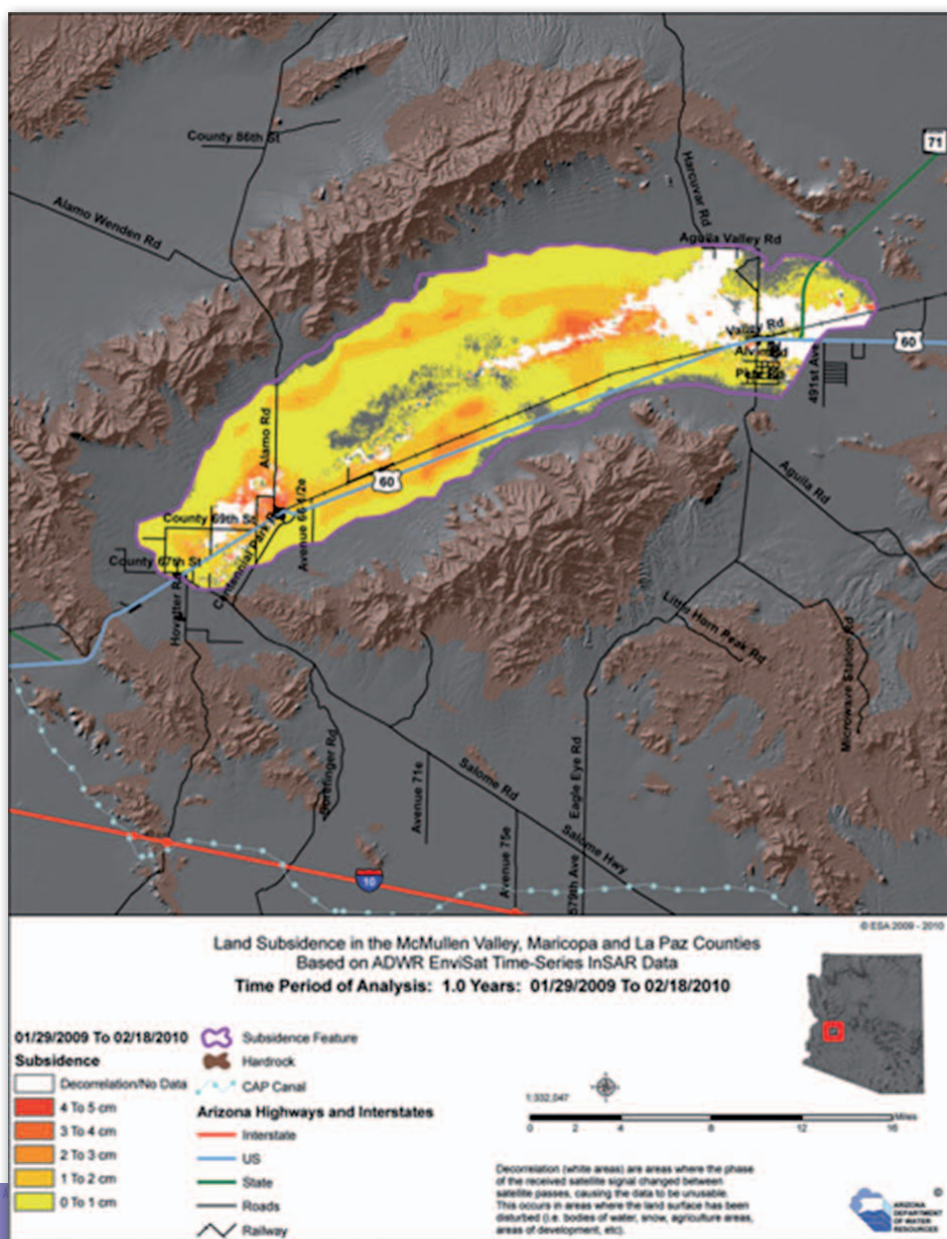 County 86th St
71
Alamo Wenden Rd
Harcuvar Rd
Aguila Valley Rd
Valley Rd
60
491st Ave
Alamo Rd
60
Avenue 66 1/2e
Aguila Rd
County 69th St
County 67th St
Centennial Park
Hovatter Rd
Little Horn Peak Rd
Microwave Station Rd
Avenue 71e
Salome Rd
Eagle Eye Rd
Avenue 75e
Salome Hwy
579th Ave
10
© ESA 2009 - 2010
Land Subsidence in the McMullen Valley, Maricopa and La Paz Counties
Based on ADWR EnviSat Time-Series InSAR Data
Time Period of Analysis: 1.0 Years: 01/29/2009 To 02/18/2010
01/29/2009 To 02/18/2010
Subsidence
Decorrelation/No Data
4 To 5 cm
3 To 4 cm
2 To 3 cm
1 To 2 cm
0 To 1 cm
Subsidence Feature
Hardrock
CAP Canal
Arizona Highways and Interstates
Interstate
US
State
Roads
Railway
1:332,047
Miles
0 2 4 8 12 16
Decorrelation (white areas) are areas where the phase
of the received satellite signal changed between
satellite passes, causing the data to be unusable.
This occurs in areas where the land surface has been
disturbed (i.e. bodies of water, snow, agriculture areas,
areas of development, etc).
ARIZONA
DEPARTMENT
OF WATER
RESOURCES